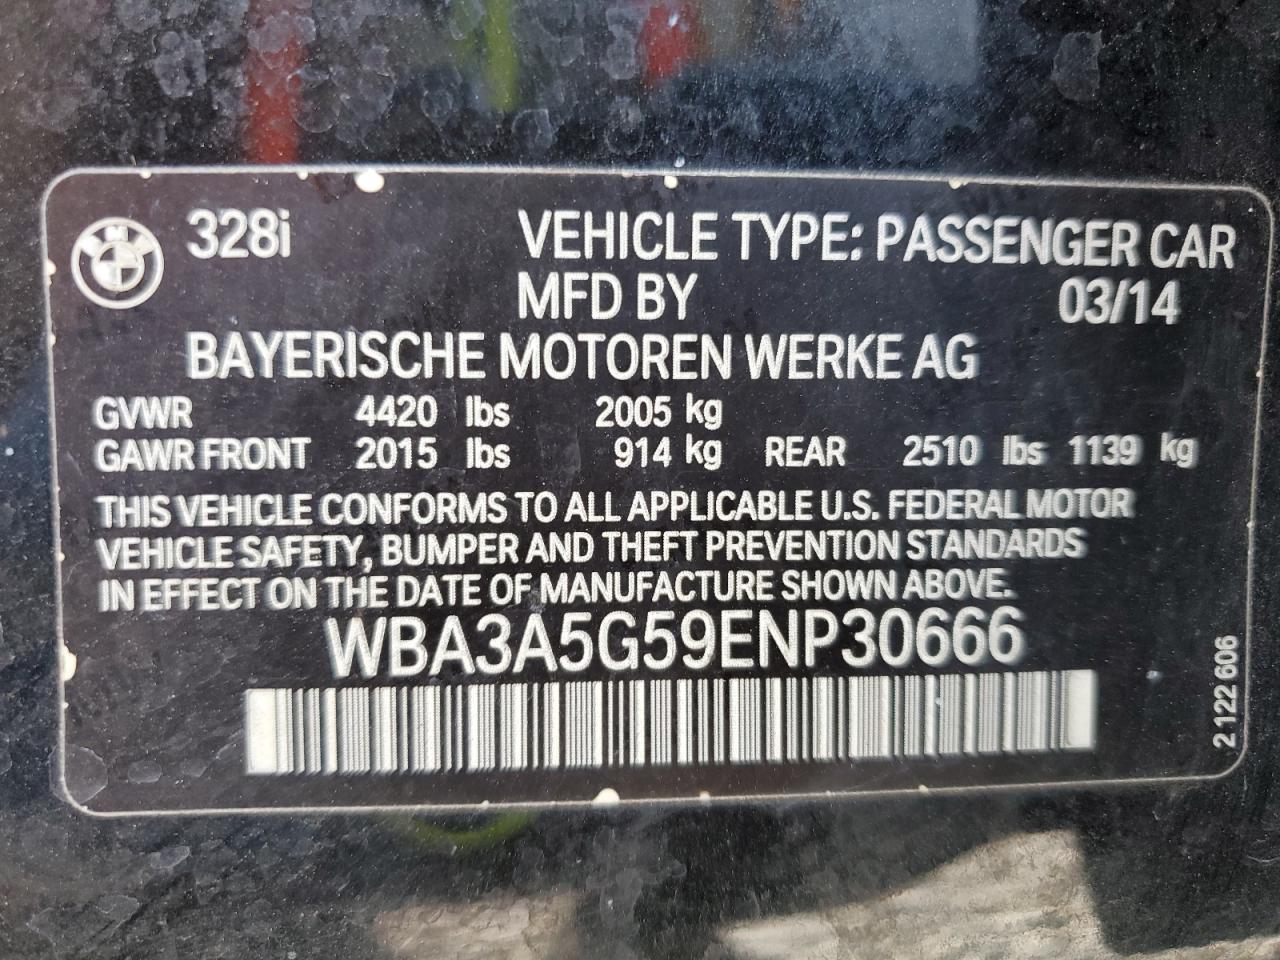 BMW 328i VEHICLE TYPE: PASSENGER CAR
MFD BY 03/14
BAYERISCHE MOTOREN WERKE AG
GVWR 4420 lbs 2005 kg
GAWR FRONT 2015 lbs 914 kg REAR 2510 lbs 1139 kg
THIS VEHICLE CONFORMS TO ALL APPLICABLE U.S. FEDERAL MOTOR
VEHICLE SAFETY, BUMPER AND THEFT PREVENTION STANDARDS
IN EFFECT ON THE DATE OF MANUFACTURE SHOWN ABOVE.
WBA3A5G59ENP30666
2 122 606